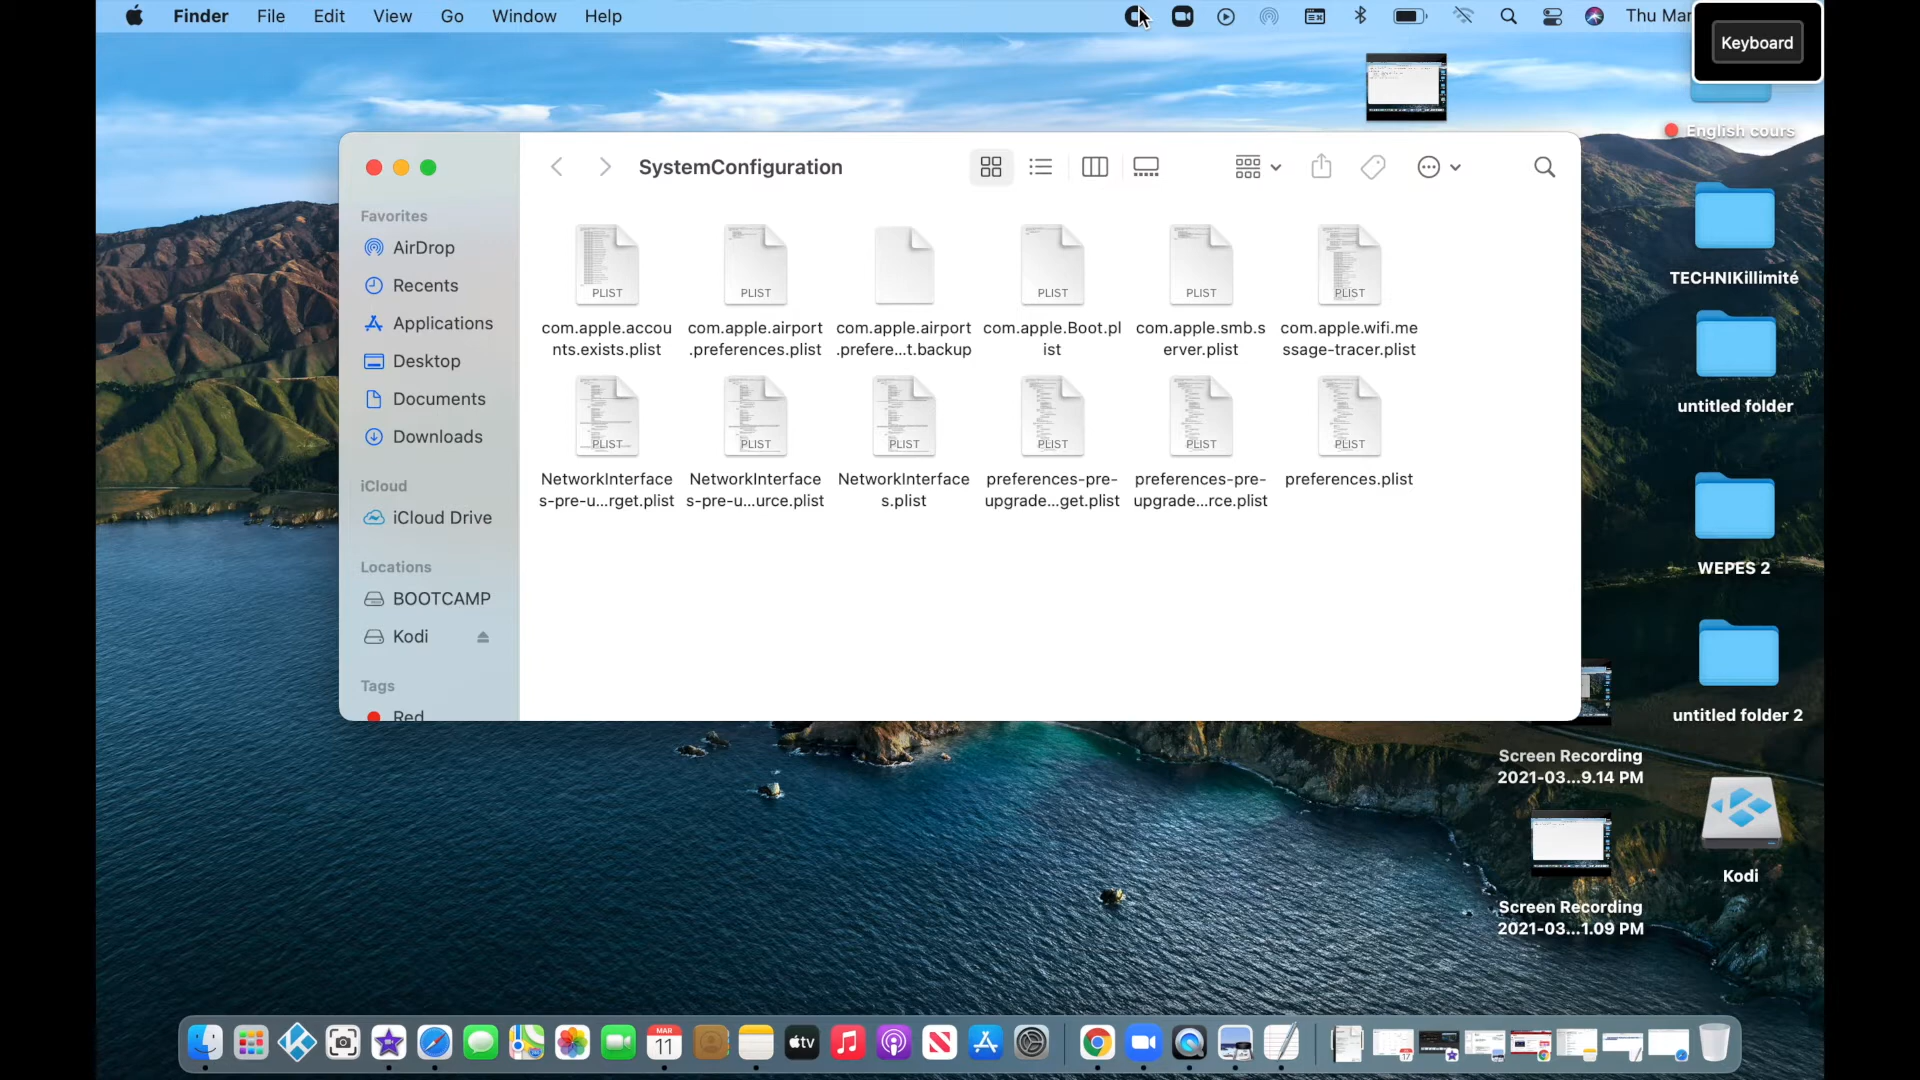 Finder File Edit View Go Window Help Thu Mar
Keyboard
English cours
SystemConfiguration
Favorites
AirDrop
Recents
Applications
Desktop
Documents
Downloads
iCloud
iCloud Drive
Locations
BOOTCAMP
Kodi
Tags
Red
PLIST PLIST PLIST PLIST PLIST
com.apple.accou com.apple.airport com.apple.airport com.apple.Boot.pl com.apple.smb.s com.apple.wifi.me
nts.exists.plist .preferences.plist .prefere...t.backup ist erver.plist ssage-tracer.plist
PLIST PLIST PLIST PLIST PLIST PLIST
NetworkInterface NetworkInterface NetworkInterface preferences-pre- preferences-pre- preferences.plist
s-pre-u...rget.plist s-pre-u...urce.plist s.plist upgrade...get.plist upgrade...rce.plist
TECHNIKillimité
untitled folder
WEPES 2
untitled folder 2
Screen Recording
2021-03...9.14 PM
Kodi
Screen Recording
2021-03...1.09 PM
MAR
11
tv
17